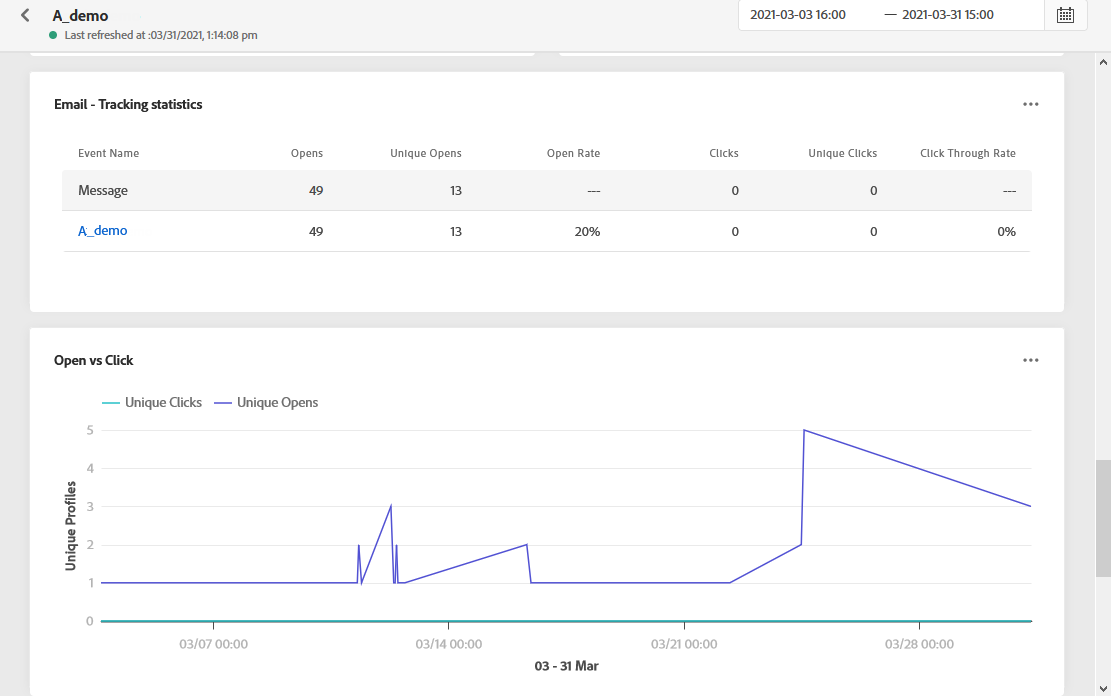 A_demo
2021-03-03 16:00 — 2021-03-31 15:00
Last refreshed at :03/31/2021, 1:14:08 pm
Email - Tracking statistics
Event Name Opens Unique Opens Open Rate Clicks Unique Clicks Click Through Rate
Message 49 13 --- 0 0 ---
A_demo 49 13 20% 0 0 0%
Open vs Click
Unique Clicks Unique Opens
5
4
3
2
1
0
Unique Profiles
03/07 00:00 03/14 00:00 03/21 00:00 03/28 00:00
03 - 31 Mar